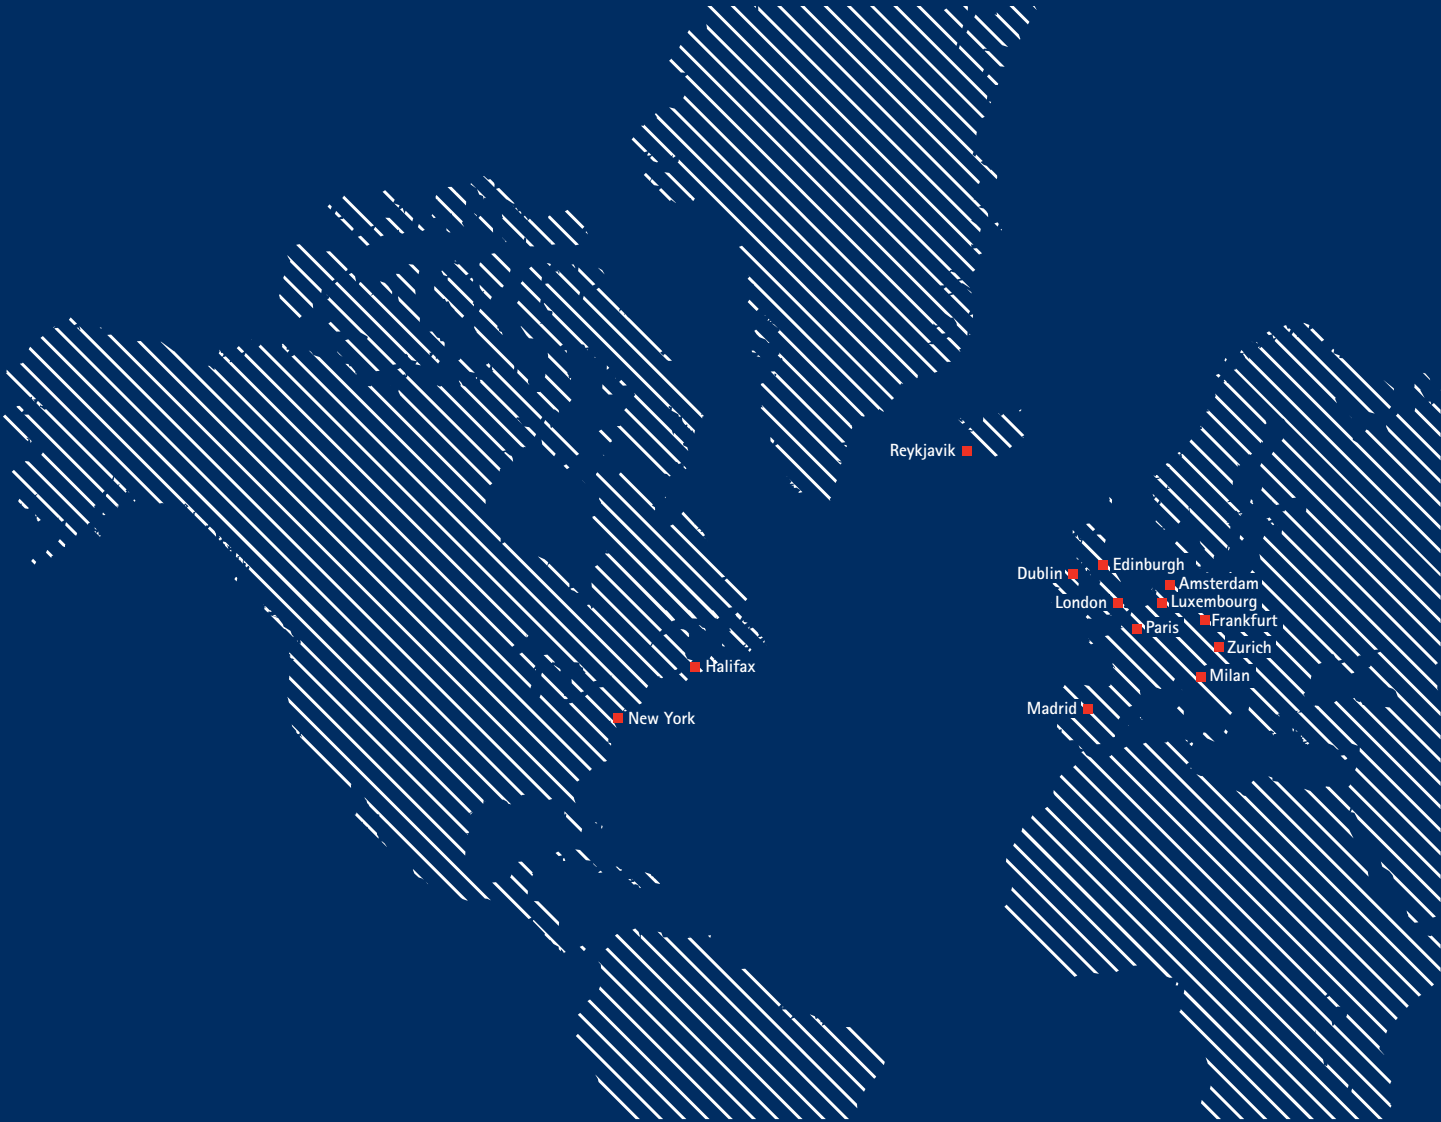 Reykjavik
Edinburgh
Dublin
Amsterdam
London
Luxembourg
Frankfurt
Paris
Zurich
Halifax
Milan
Madrid
New York